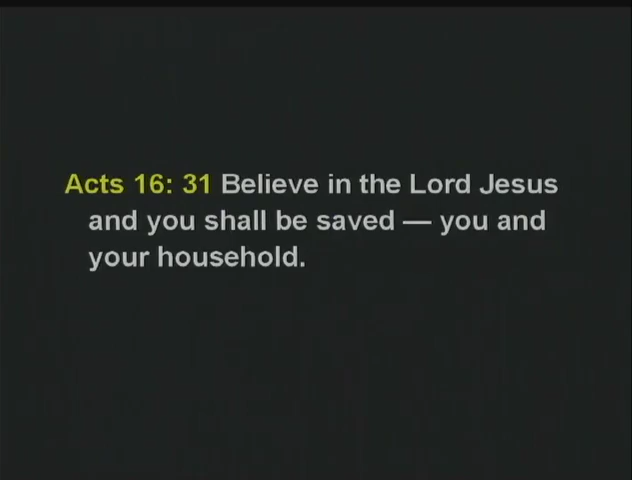 Acts 16: 31 Believe in the Lord Jesus
and you shall be saved — you and
your household.